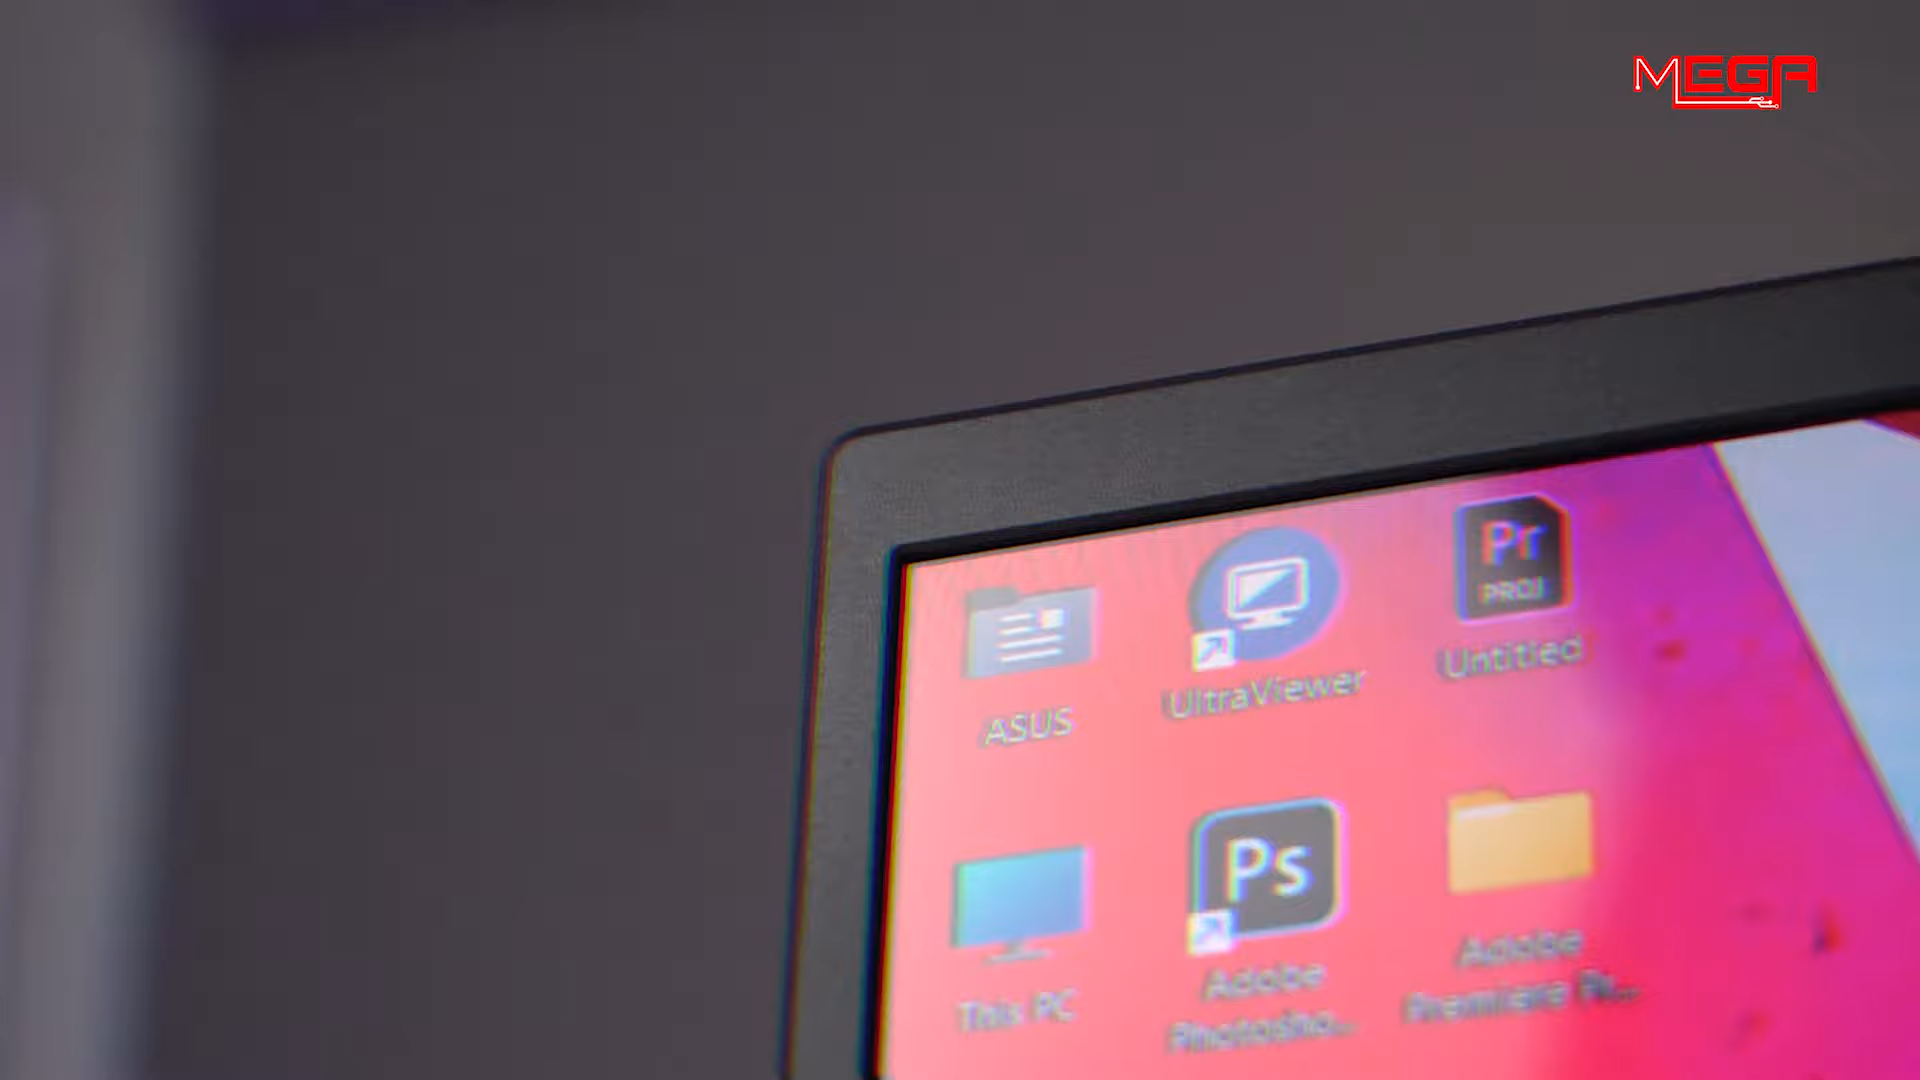 MEGA
Pr
PROJ
ASUS
UltraViewer
Untitled
Ps
This PC
Adobe
Photosho...
Adobe
Premiere Pr...